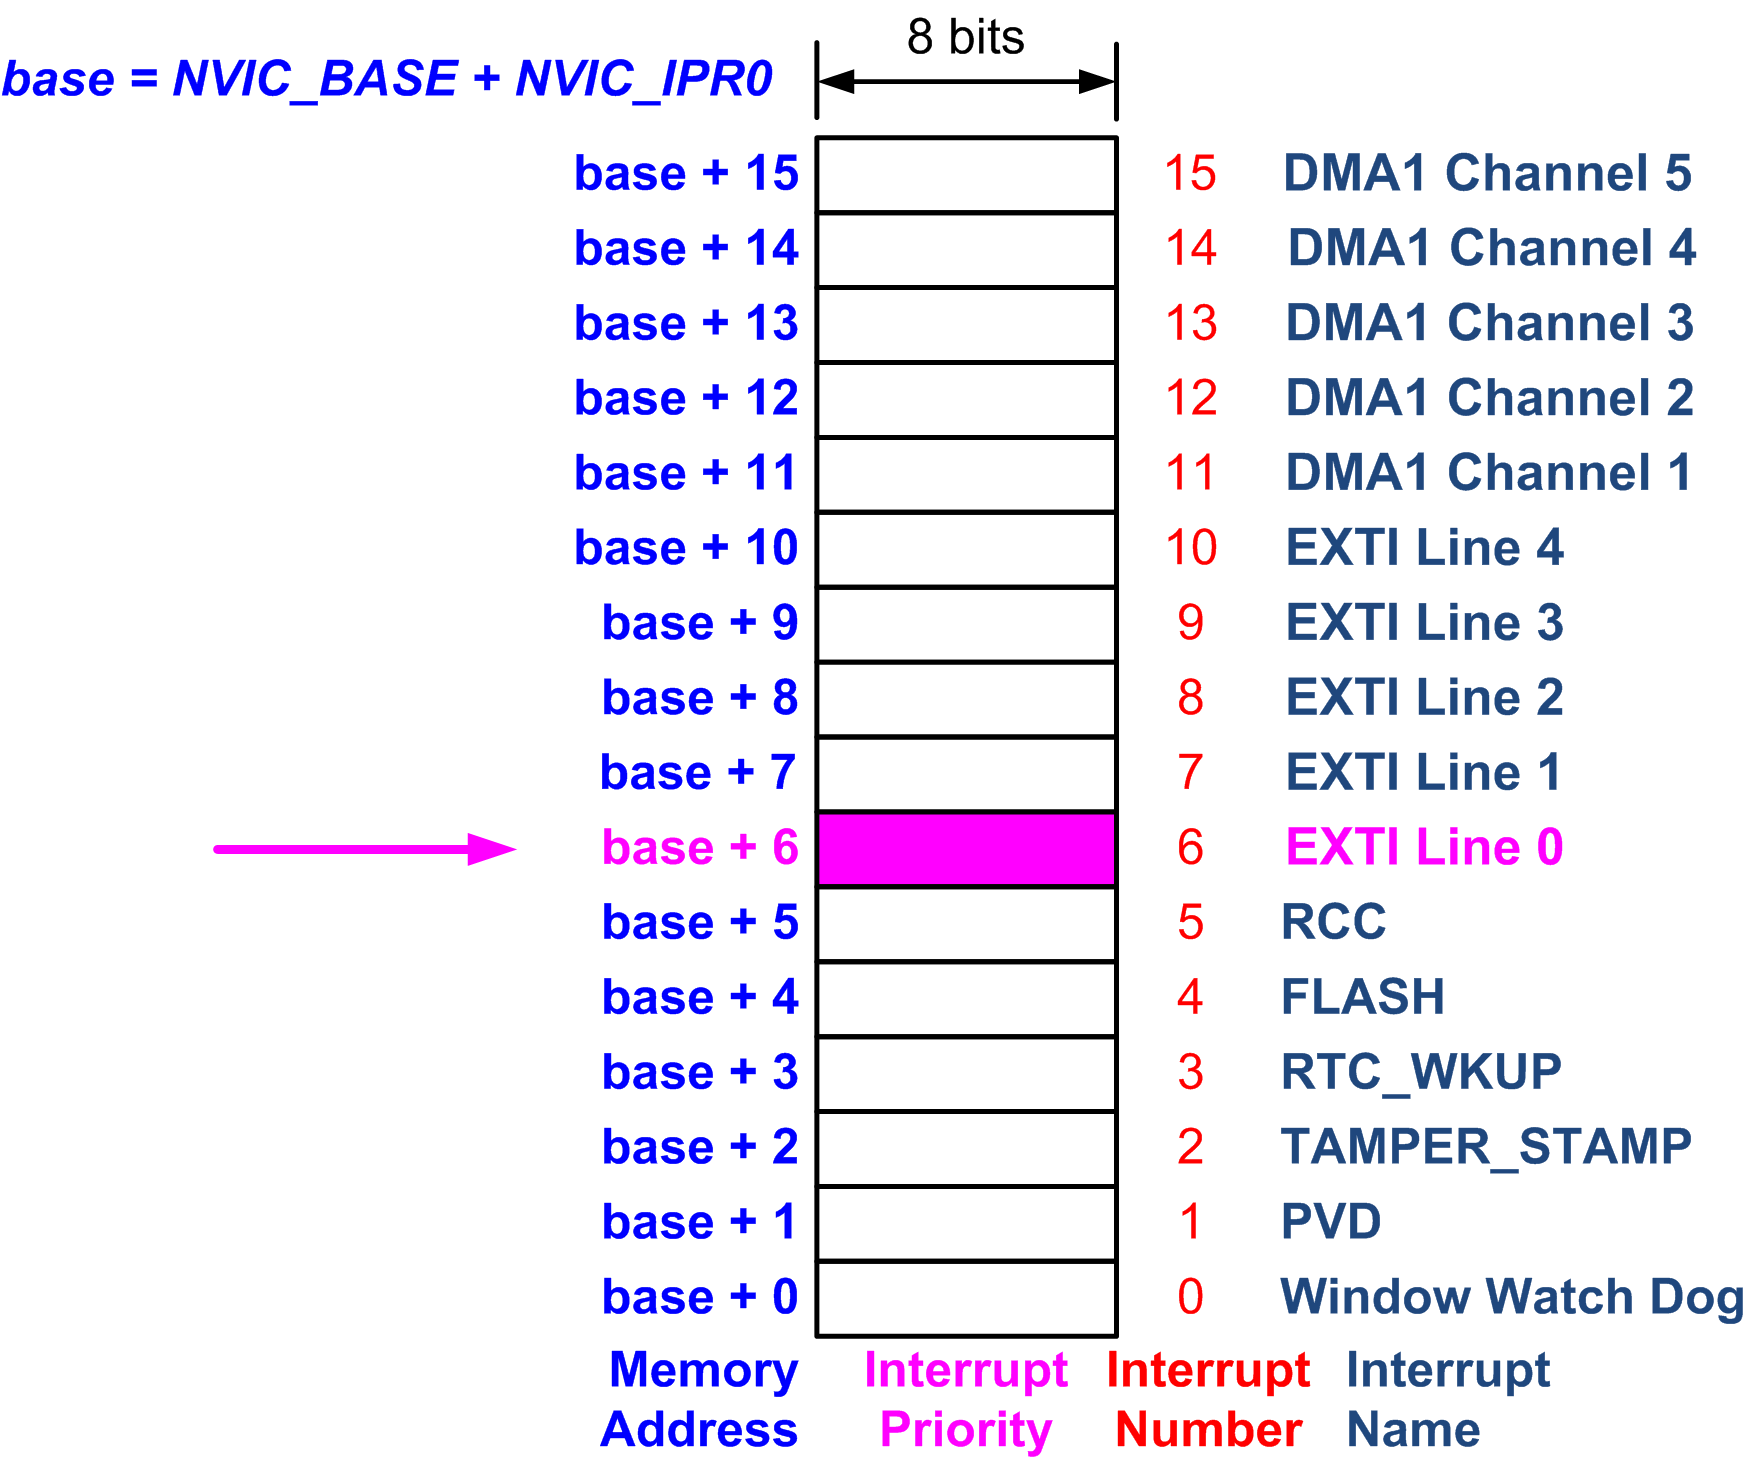 8 bits
base = NVIC_BASE + NVIC_IPR0
base + 15 15 DMA1 Channel 5
base + 14 14 DMA1 Channel 4
base + 13 13 DMA1 Channel 3
base + 12 12 DMA1 Channel 2
base + 11 11 DMA1 Channel 1
base + 10 10 EXTI Line 4
base + 9 9 EXTI Line 3
base + 8 8 EXTI Line 2
base + 7 7 EXTI Line 1
base + 6 6 EXTI Line 0
base + 5 5 RCC
base + 4 4 FLASH
base + 3 3 RTC_WKUP
base + 2 2 TAMPER_STAMP
base + 1 1 PVD
base + 0 0 Window Watch Dog
Memory Interrupt Interrupt Interrupt
Address Priority Number Name